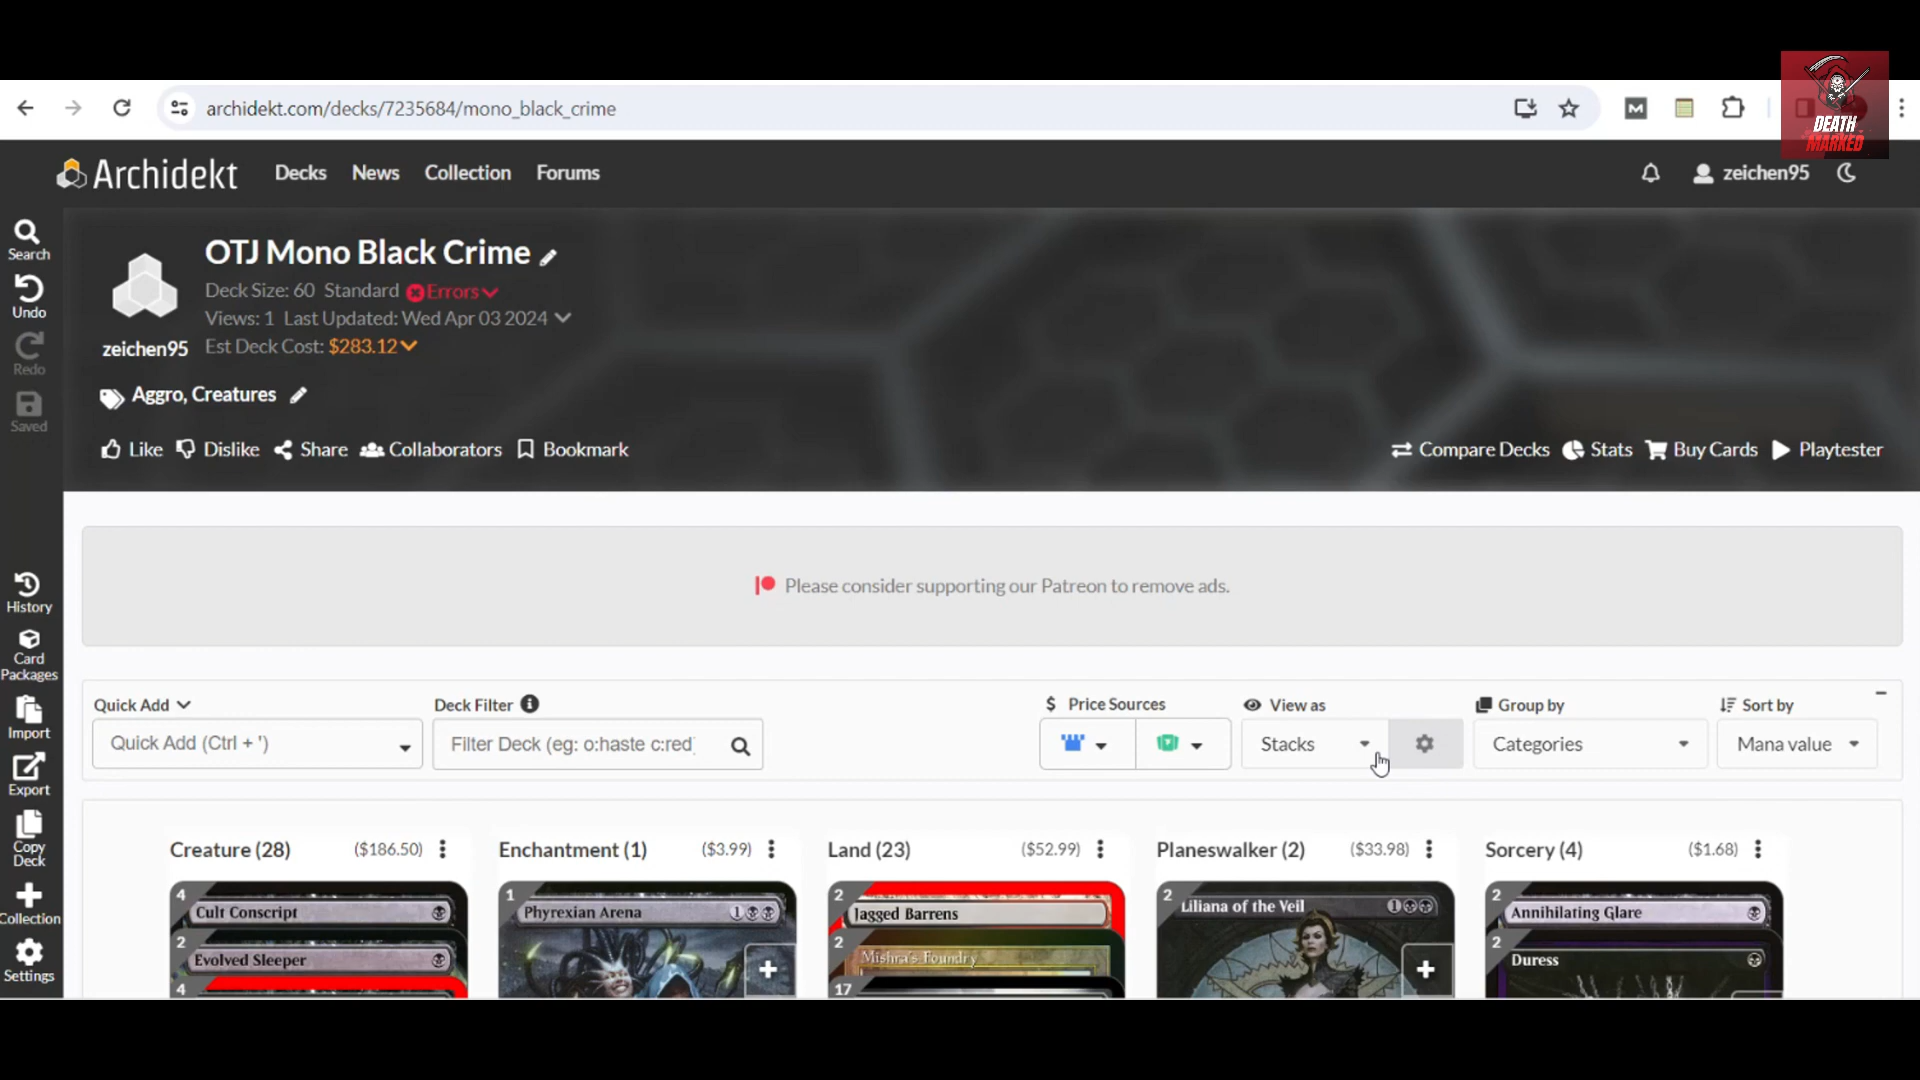 archidekt.com/decks/7235684/mono_black_crime
DEATH
MARKED
Archidekt
Decks
News
Collection
Forums
zeichen95
Search
Undo
Redo
Saved
OTJ Mono Black Crime
Deck Size: 60 Standard Errors
Views: 1 Last Updated: Wed Apr 03 2024
zeichen95
Est Deck Cost: $283.12
Aggro, Creatures
Like
Dislike
Share
Collaborators
Bookmark
Compare Decks
Stats
Buy Cards
Playtester
Please consider supporting our Patreon to remove ads.
History
Card
Packages
Import
Export
Copy
Deck
Collection
Settings
Quick Add
Deck Filter
$ Price Sources
View as
Group by
Sort by
Quick Add (Ctrl + ')
Filter Deck (eg: o:haste c:red)
Stacks
Categories
Mana value
Creature (28) ($186.50)
Enchantment (1) ($3.99)
Land (23) ($52.99)
Planeswalker (2) ($33.98)
Sorcery (4) ($1.68)
4
Cult Conscript
2
Evolved Sleeper
4
1
Phyrexian Arena 1
2
Jagged Barrens
2
Mishra's Foundry
17
2
Liliana of the Veil 1
2
Annihilating Glare
2
Duress